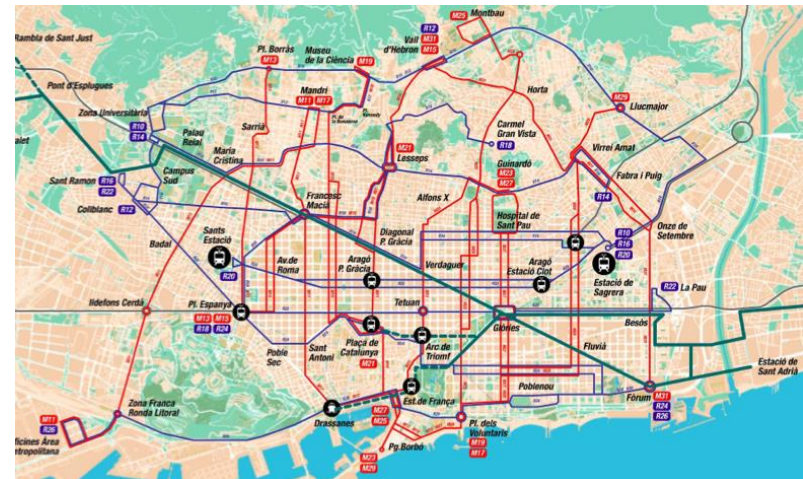 Rambla de Sant Just
Pont d'Esplugues
Zona Universitària
R10
R14
Palau
Reial
Campus
Sud
Sant Ramon
R16
R22
Collblanc
R12
Pl. Borràs
M13
Museu
de la Ciència
M19
Mandri
M11
M17
Sarrià
Maria
Cristina
Vall
d'Hebron
R12
M31
M15
M25
Montbau
Horta
M29
Llucmajor
Carmel
Gran Vista
R18
Virrei Amat
Guinardó
M23
M27
Fabra i Puig
R14
M21
Lesseps
Alfons X
Francesc
Macià
Hospital de
Sant Pau
Onze de
Setembre
R10
R16
R20
Estació de
Sagrera
Badal
Sants
Estació
R20
Av.de
Roma
Aragó
P. Gràcia
Diagonal
P. Gràcia
Verdaguer
Aragó
Estació Clot
R22
La Pau
Ildefons Cerdà
Pl. Espanya
M13
M15
R18
R24
Tetuan
Glòries
Besòs
Poble
Sec
Sant
Antoni
Plaça de
Catalunya
M21
Arc de
Triomf
Fluvià
Estació de
Sant Adrià
Poblenou
Est.de França
Fòrum
M31
R24
R26
M11
R26
Oficines Àrea
etropolitana
Zona Franca
Ronda Litoral
Drassanes
M27
M25
Pg.Borbó
M23
M29
Pl. dels
Voluntaris
M19
M17